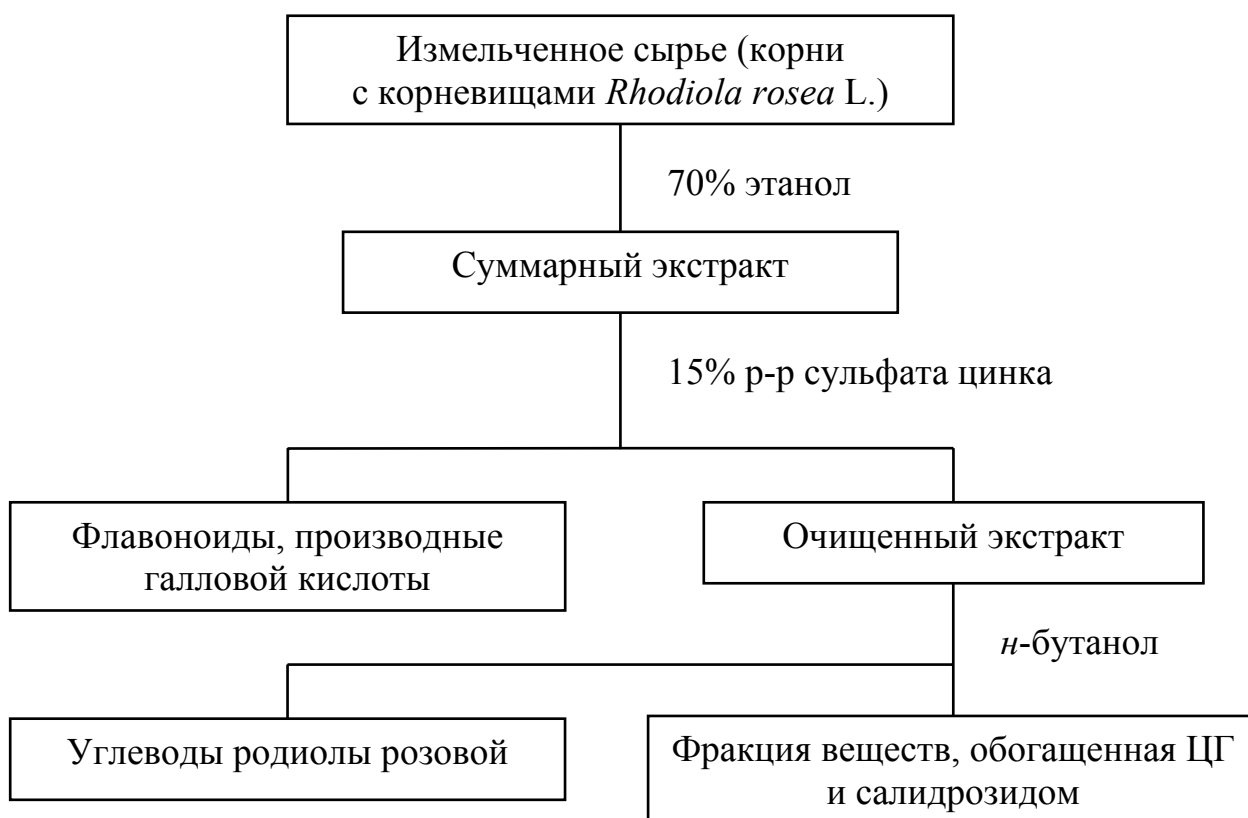 Измельченное сырье (корни
с корневищами Rhodiola rosea L.)
70% этанол
Суммарный экстракт
15% р-р сульфата цинка
Флавоноиды, производные
галловой кислоты
Очищенный экстракт
н-бутанол
Углеводы родиолы розовой
Фракция веществ, обогащенная ЦГ
и салидрозидом